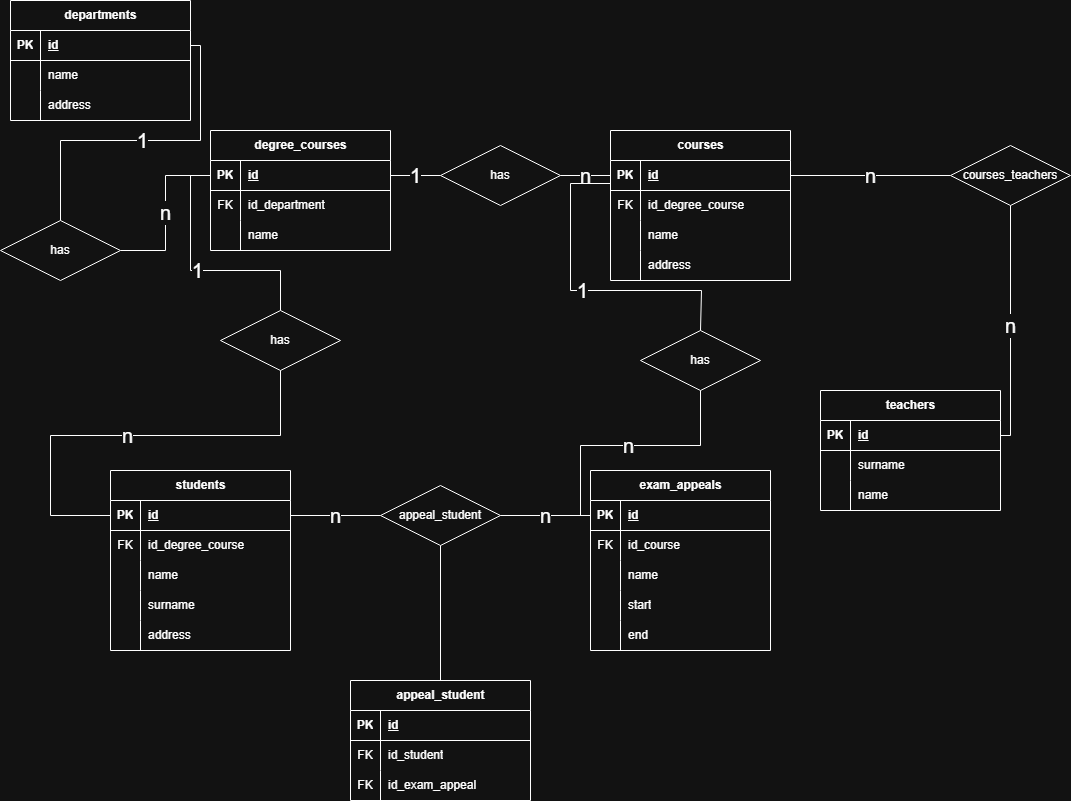 departments
PK id
name
address
1
degree_courses
PK id
FK id_department
name
1
has
n
courses
PK id
FK id_degree_course
name
address
n
courses_teachers
n
has
n
1
has
1
has
n
teachers
PK id
surname
name
n
n
students
PK id
FK id_degree_course
name
surname
address
n
appeal_student
n
exam_appeals
PK id
FK id_course
name
start
end
appeal_student
PK id
FK id_student
FK id_exam_appeal